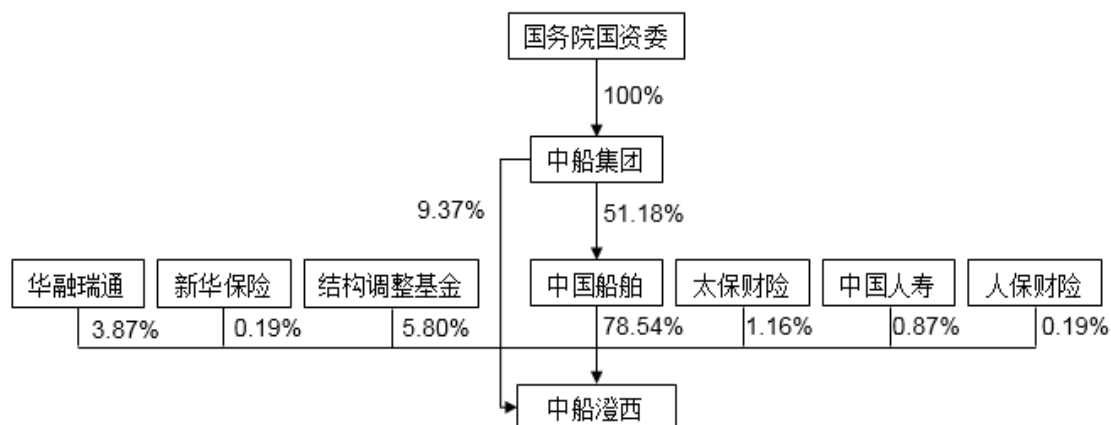 国务院国资委
100%
中船集团
9.37%
51.18%
华融瑞通
新华保险
结构调整基金
中国船舶
太保财险
中国人寿
人保财险
3.87%
0.19%
5.80%
78.54%
1.16%
0.87%
0.19%
中船澄西